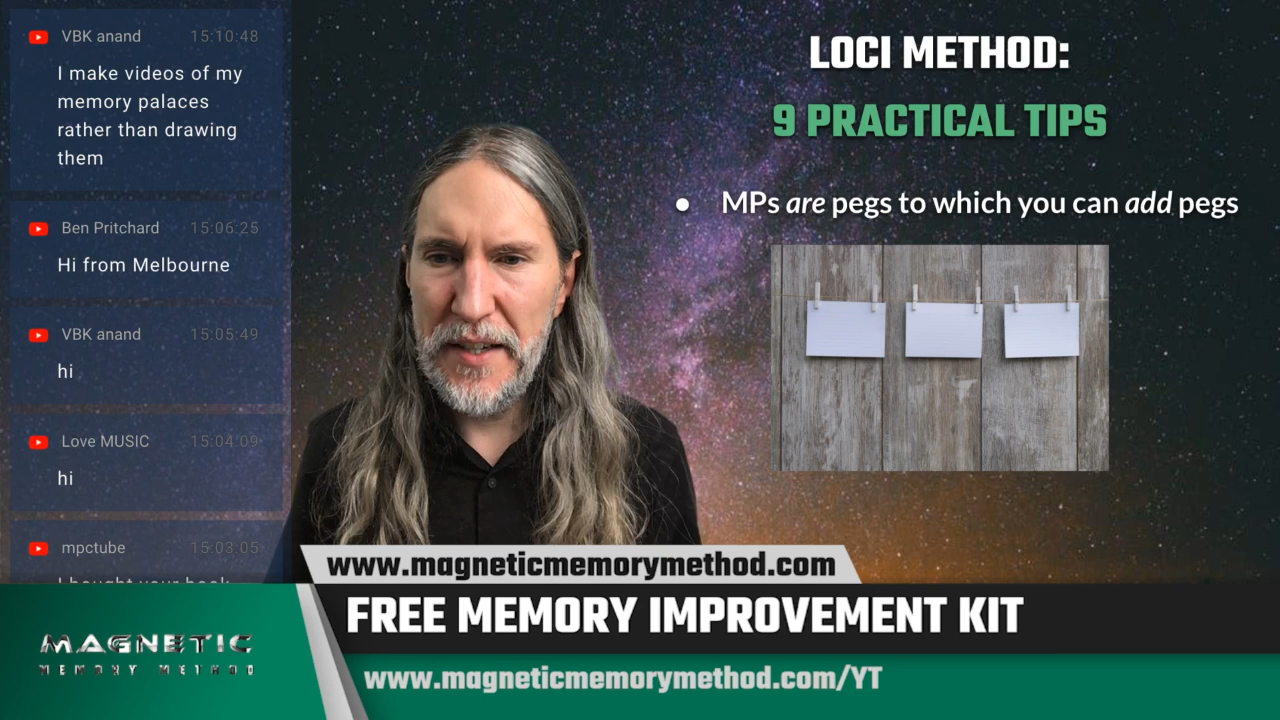 VBK anand 15:10:48
I make videos of my
memory palaces
rather than drawing
them
Ben Pritchard 15:06:25
Hi from Melbourne
VBK anand 15:05:49
hi
Love MUSIC 15:04:09
hi
mpctube 15:03:05
I bought your book
LOCI METHOD:
9 PRACTICAL TIPS
• MPs are pegs to which you can add pegs
www.magneticmemorymethod.com
FREE MEMORY IMPROVEMENT KIT
www.magneticmemorymethod.com/YT
MAGNETIC
MEMORY METHOD